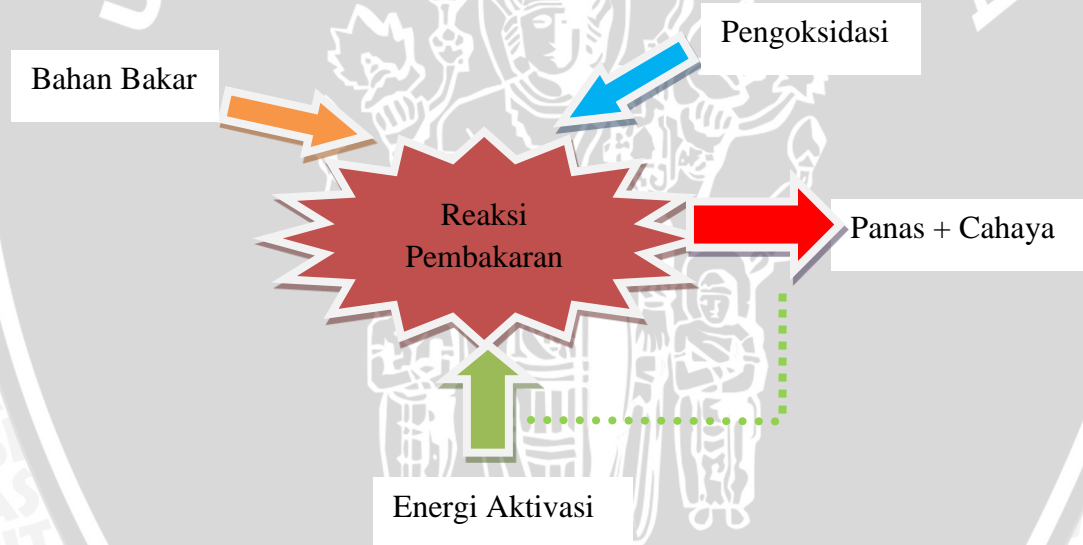 Pengoksidasi
Bahan Bakar
Reaksi
Pembakaran
Panas + Cahaya
Energi Aktivasi